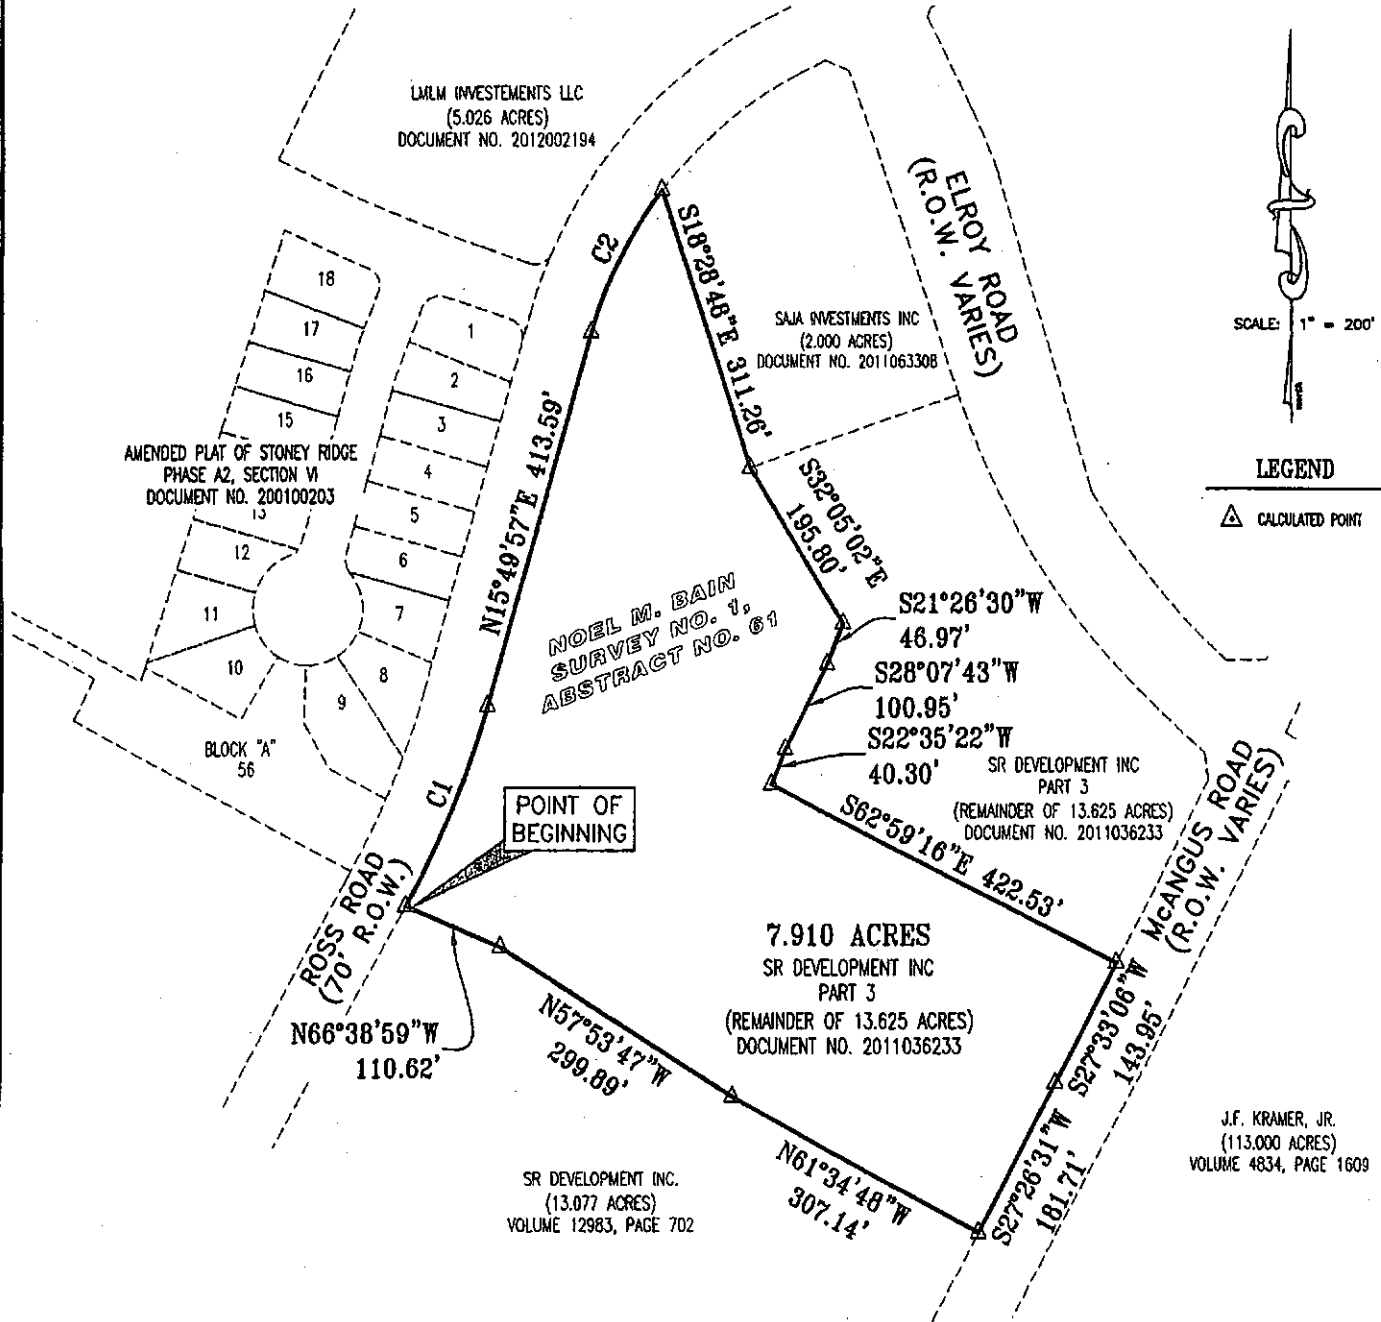 LMLM INVESTEMENTS LLC
(5.026 ACRES)
DOCUMENT NO. 2012002194
ELROY ROAD
(R.O.W. VARIES)
SCALE: 1" = 200'
LEGEND
CALCULATED POINT
C2
S18°28'48"E 311.26'
SAJA INVESTMENTS INC
(2.000 ACRES)
DOCUMENT NO. 2011063308
18
17
16
15
13
12
11
10
1
2
3
4
5
6
7
8
9
AMENDED PLAT OF STONEY RIDGE
PHASE A2, SECTION VI
DOCUMENT NO. 200100203
N15°49'57"E 413.59'
S32°05'02"E
195.80'
NOEL M. BAIN
SURVEY NO. 1,
ABSTRACT NO. 61
S21°26'30"W
46.97'
S28°07'43"W
100.95'
S22°35'22"W
40.30'
BLOCK "A"
56
C1
POINT OF
BEGINNING
SR DEVELOPMENT INC
PART 3
(REMAINDER OF 13.625 ACRES)
DOCUMENT NO. 2011036233
S62°59'16"E 422.53'
McANGUS ROAD
(R.O.W. VARIES)
ROSS ROAD
(70' R.O.W.)
7.910 ACRES
SR DEVELOPMENT INC
PART 3
(REMAINDER OF 13.625 ACRES)
DOCUMENT NO. 2011036233
N66°38'59"W
110.62'
N57°53'47"W
299.89'
S27°33'06"W
143.95'
S27°26'31"W
181.71'
N61°34'48"W
307.14'
SR DEVELOPMENT INC.
(13.077 ACRES)
VOLUME 12983, PAGE 702
J.F. KRAMER, JR.
(113.000 ACRES)
VOLUME 4834, PAGE 1609